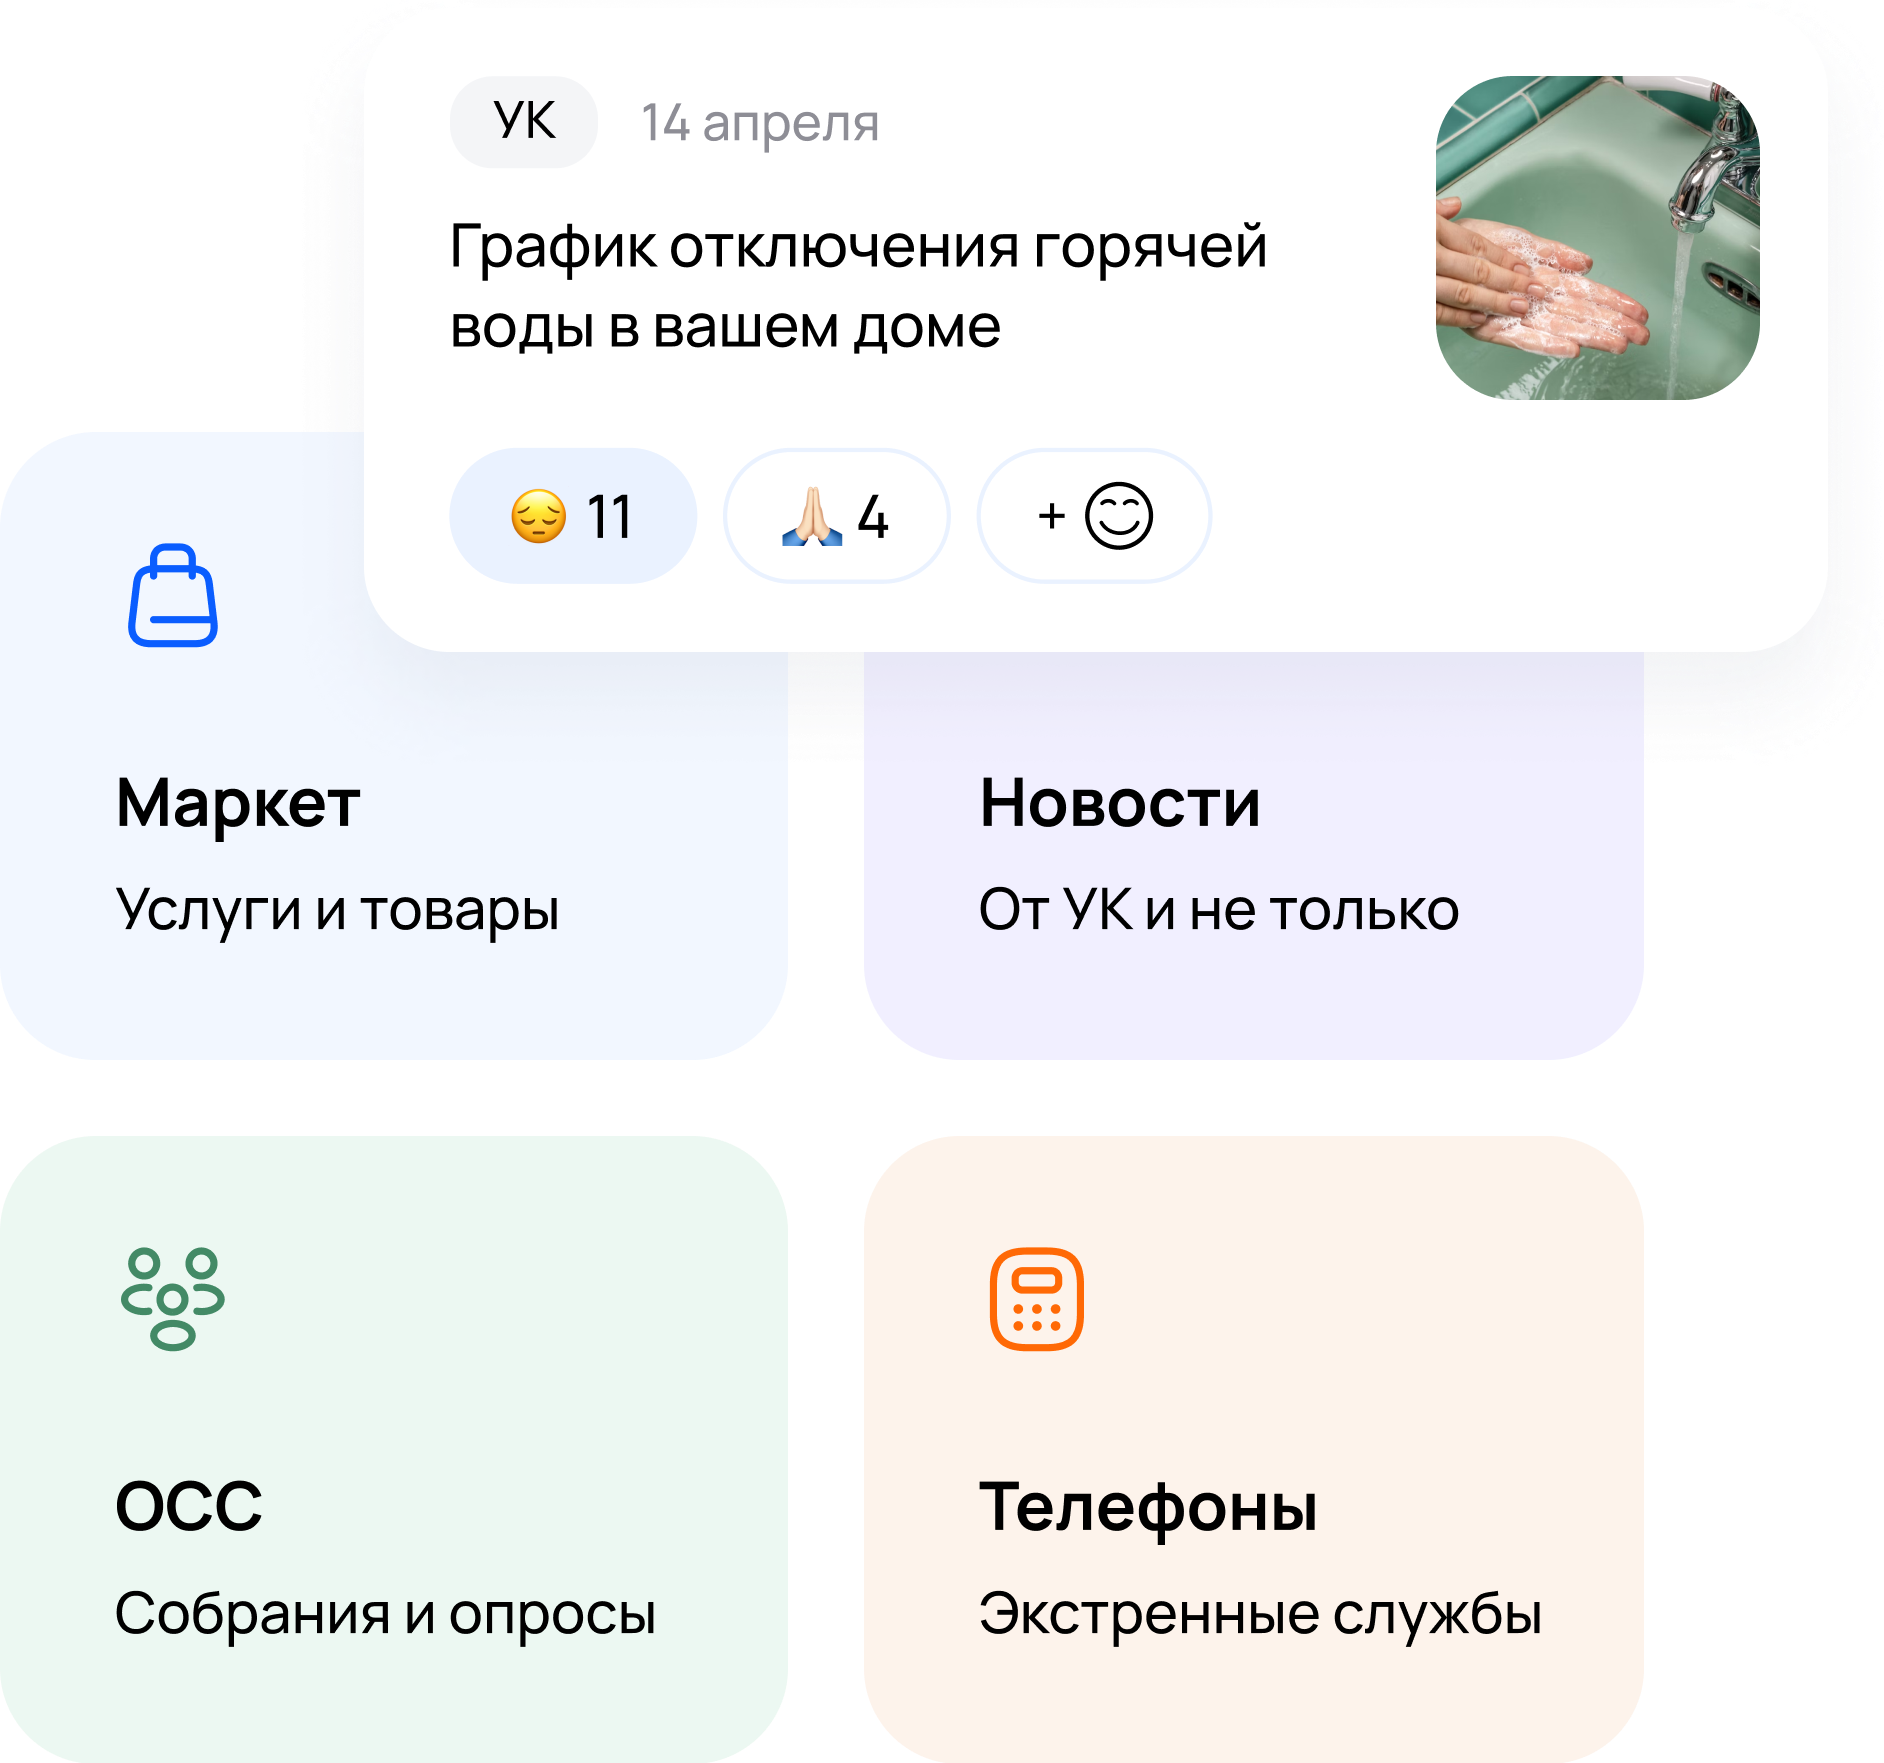 УК 14 апреля
График отключения горячей
воды в вашем доме
😔 11 🙏🏻 4 + 😊
Маркет
Услуги и товары
Новости
От УК и не только
ОСС
Собрания и опросы
Телефоны
Экстренные службы